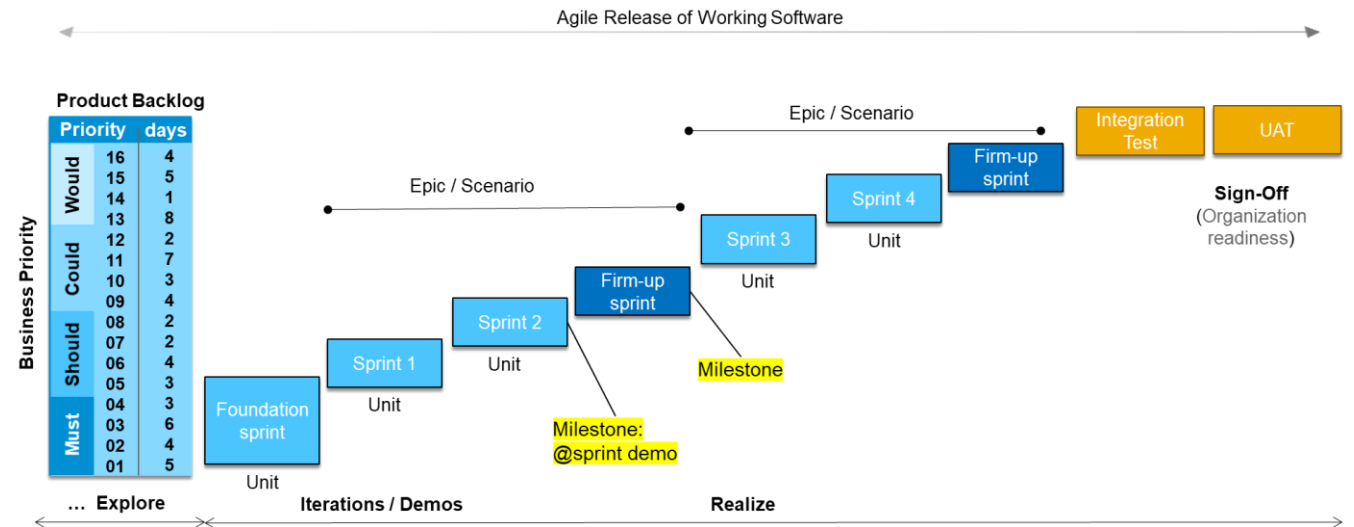 Agile Release of Working Software
Product Backlog
Priority days
Business Priority
Would
16 4
15 5
14 1
13 8
Could
12 2
11 7
10 3
09 4
Should
08 2
07 2
06 4
05 3
Must
04 3
03 6
02 4
01 5
Foundation
sprint
Unit
Epic / Scenario
Sprint 1
Unit
Sprint 2
Unit
Firm-up
sprint
Milestone:
@sprint demo
Milestone
Epic / Scenario
Sprint 3
Unit
Sprint 4
Unit
Firm-up
sprint
Integration
Test
UAT
Sign-Off
(Organization
readiness)
... Explore
Iterations / Demos
Realize